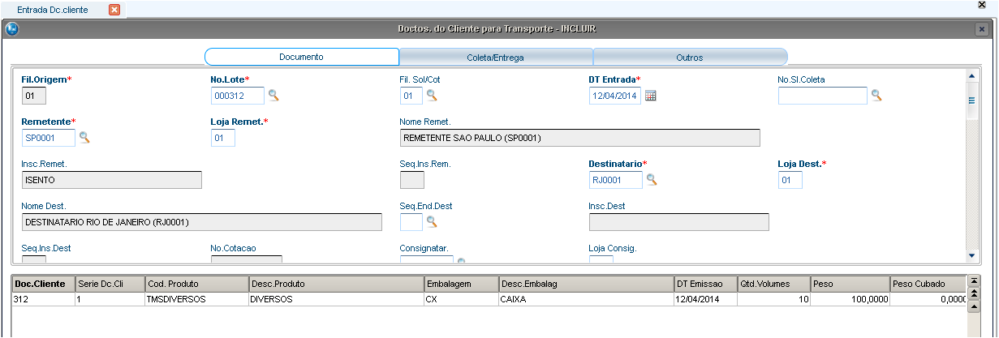 Entrada Dc.cliente
Doctos. do Cliente para Transporte - INCLUIR
Documento Coleta/Entrega Outros
Fil.Origem* No.Lote* Fil. Sol/Cot DT Entrada* No.Sl.Coleta
01 000312 01 12/04/2014
Remetente* Loja Remet.* Nome Remet.
SP0001 01 REMETENTE SAO PAULO (SP0001)
Insc.Remet. Seq.Ins.Rem. Destinatario* Loja Dest.*
ISENTO RJ0001 01
Nome Dest. Seq.End.Dest Insc.Dest
DESTINATARIO RIO DE JANEIRO (RJ0001)
Seq.Ins.Dest No.Cotacao Consignatar. Loja Consig.
Doc.Cliente Serie Dc.Cli Cod. Produto Desc.Produto Embalagem Desc.Embalag DT Emissao Qtd.Volumes Peso Peso Cubado
312 1 TMSDIVERSOS DIVERSOS CX CAIXA 12/04/2014 10 100,0000 0,0000